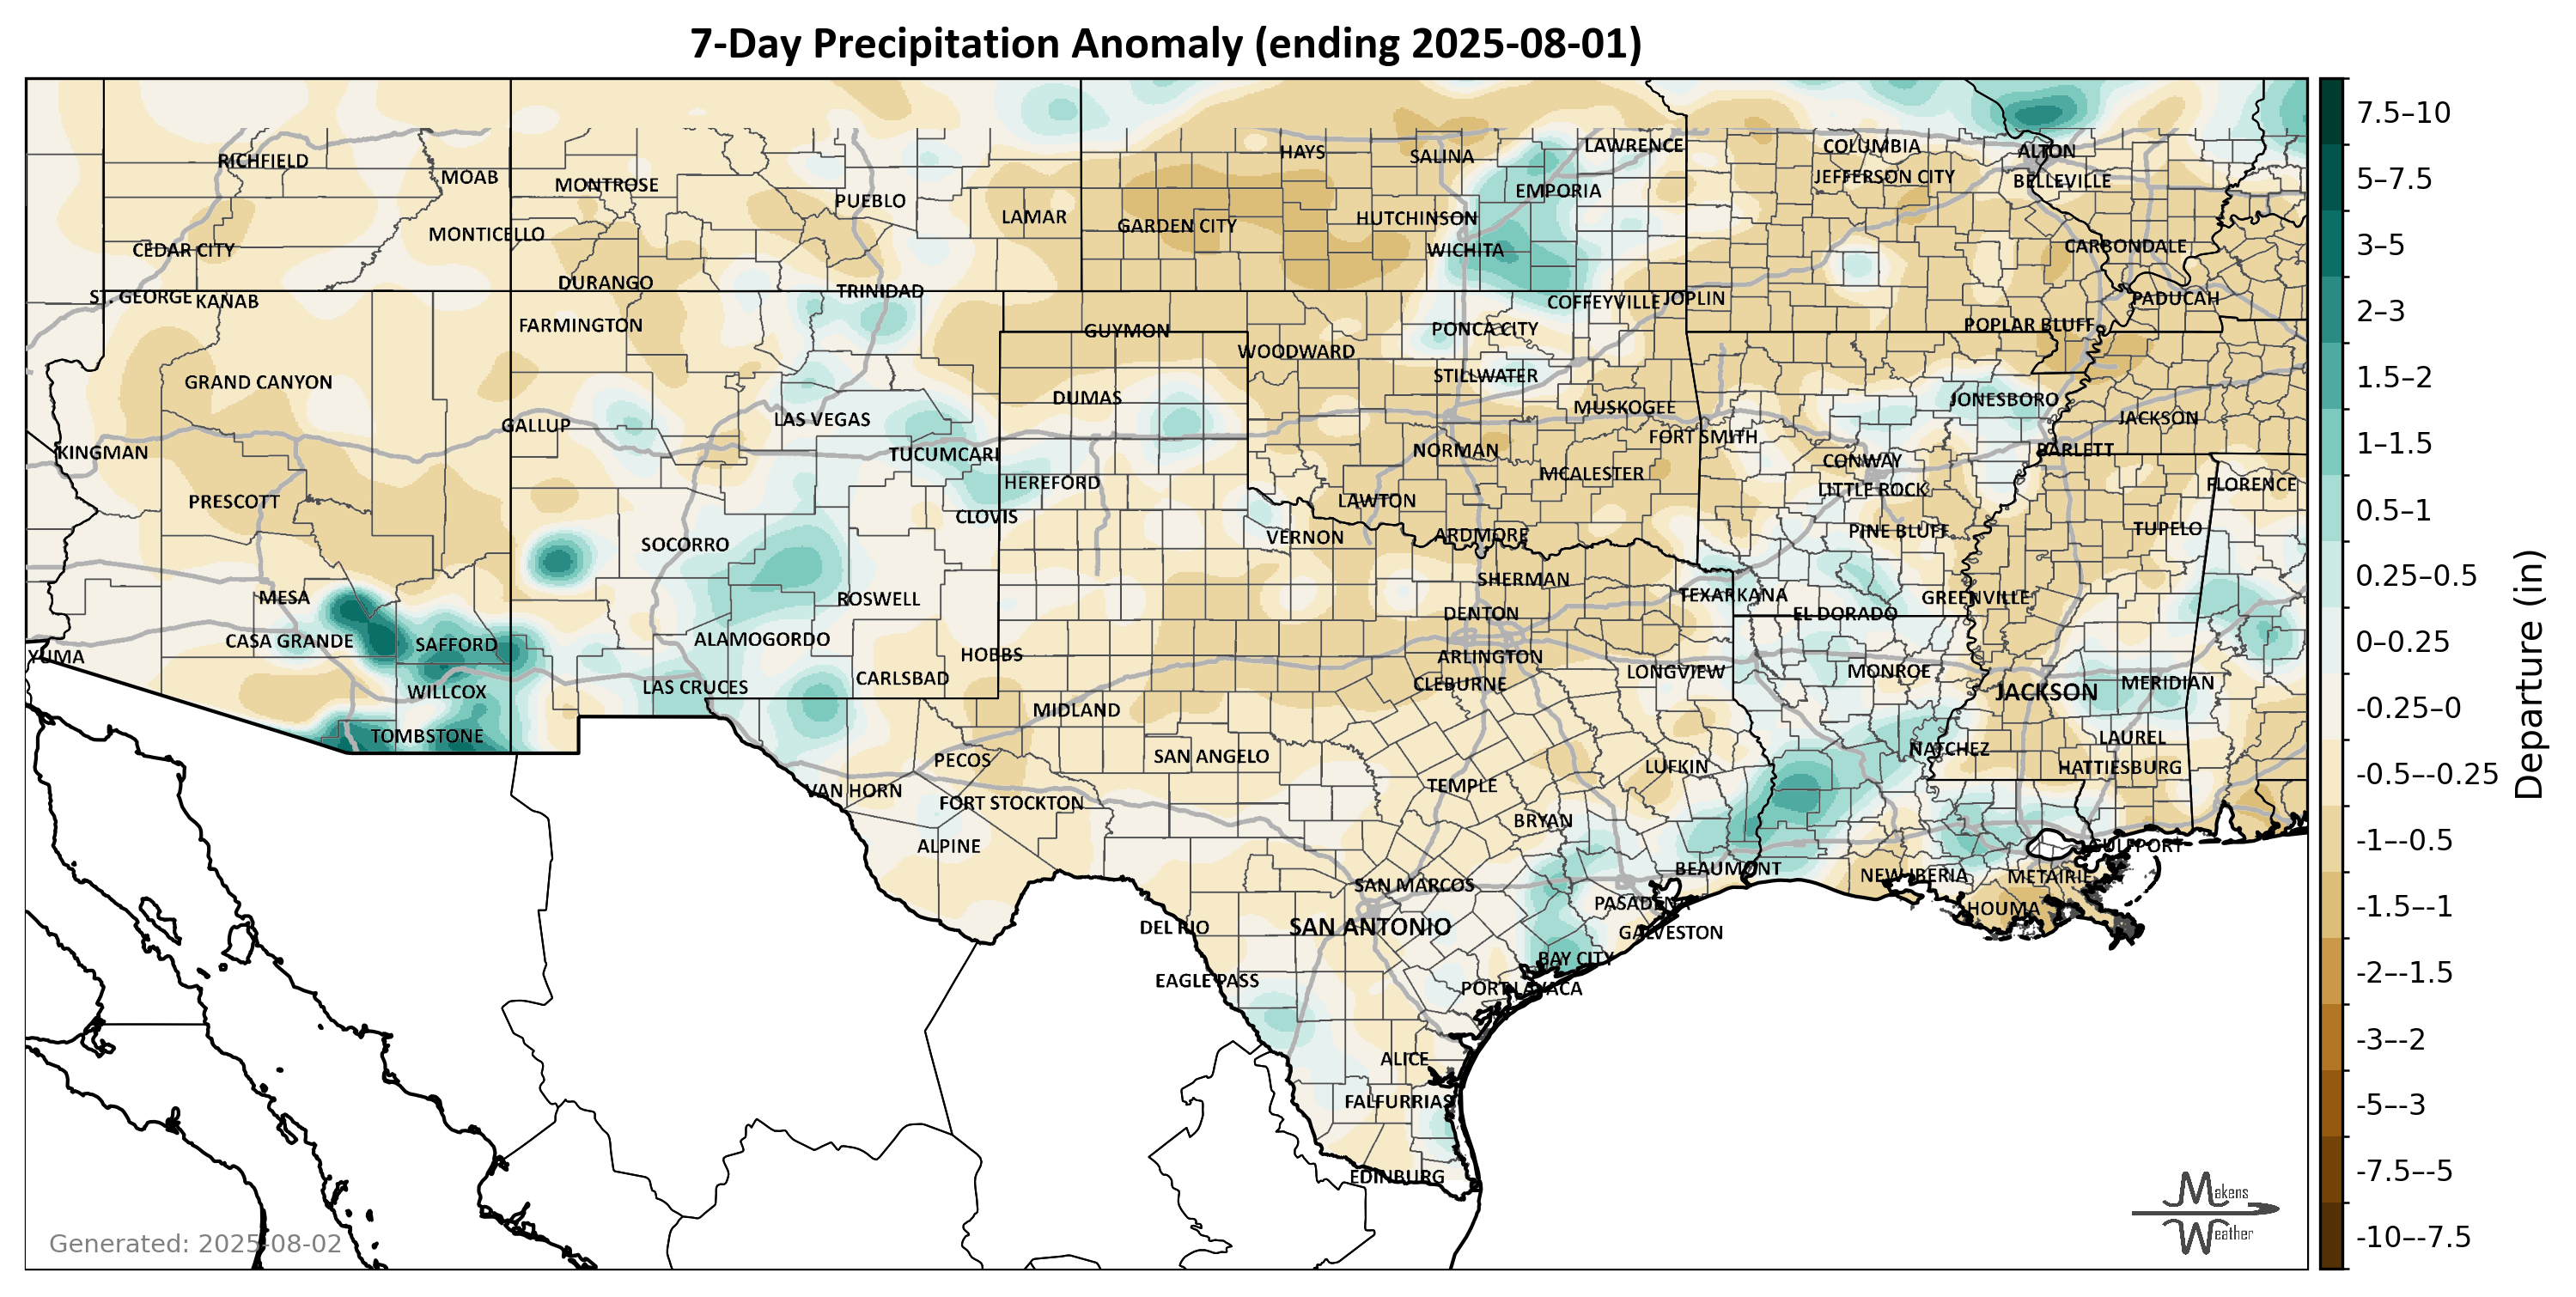 7-Day Precipitation Anomaly (ending 2025-08-01)
RICHFIELD
MOAB
MONTROSE
PUEBLO
LAMAR
HAYS
SALINA
LAWRENCE
COLUMBIA
ALTON
EMPORIA
JEFFERSON CITY
BELLEVILLE
GARDEN CITY
HUTCHINSON
MONTICELLO
CEDAR CITY
WICHITA
CARBONDALE
DURANGO
TRINIDAD
ST. GEORGE
KANAB
COFFEYVILLE
JOPLIN
PADUCAH
FARMINGTON
GUYMON
PONCA CITY
POPLAR BLUFF
WOODWARD
GRAND CANYON
STILLWATER
DUMAS
MUSKOGEE
JONESBORO
GALLUP
LAS VEGAS
JACKSON
FORT SMITH
KINGMAN
TUCUMCARI
NORMAN
BARLETT
CONWAY
MCALESTER
HEREFORD
LITTLE ROCK
FLORENCE
PRESCOTT
LAWTON
CLOVIS
VERNON
ARDMORE
PINE BLUFF
TUPELO
SOCORRO
SHERMAN
MESA
ROSWELL
TEXARKANA
GREENVILLE
DENTON
EL DORADO
CASA GRANDE
SAFFORD
ALAMOGORDO
YUMA
HOBBS
ARLINGTON
LONGVIEW
MONROE
CARLSBAD
CLEBURNE
LAS CRUCES
WILLCOX
JACKSON
MERIDIAN
MIDLAND
TOMBSTONE
LAUREL
NATCHEZ
PECOS
SAN ANGELO
LUFKIN
HATTIESBURG
VAN HORN
FORT STOCKTON
TEMPLE
BRYAN
ALPINE
GULFPORT
BEAUMONT
NEW IBERIA
METAIRIE
SAN MARCOS
PASADENA
HOUMA
DEL RIO
SAN ANTONIO
GALVESTON
BAY CITY
EAGLE PASS
PORT LAVACA
ALICE
FALFURRIAS
EDINBURG
Generated: 2025-08-02
Makens
Weather
7.5–10
5–7.5
3–5
2–3
1.5–2
1–1.5
0.5–1
0.25–0.5
0–0.25
-0.25–0
-0.5–-0.25
-1–-0.5
-1.5–-1
-2–-1.5
-3–-2
-5–-3
-7.5–-5
-10–-7.5
Departure (in)